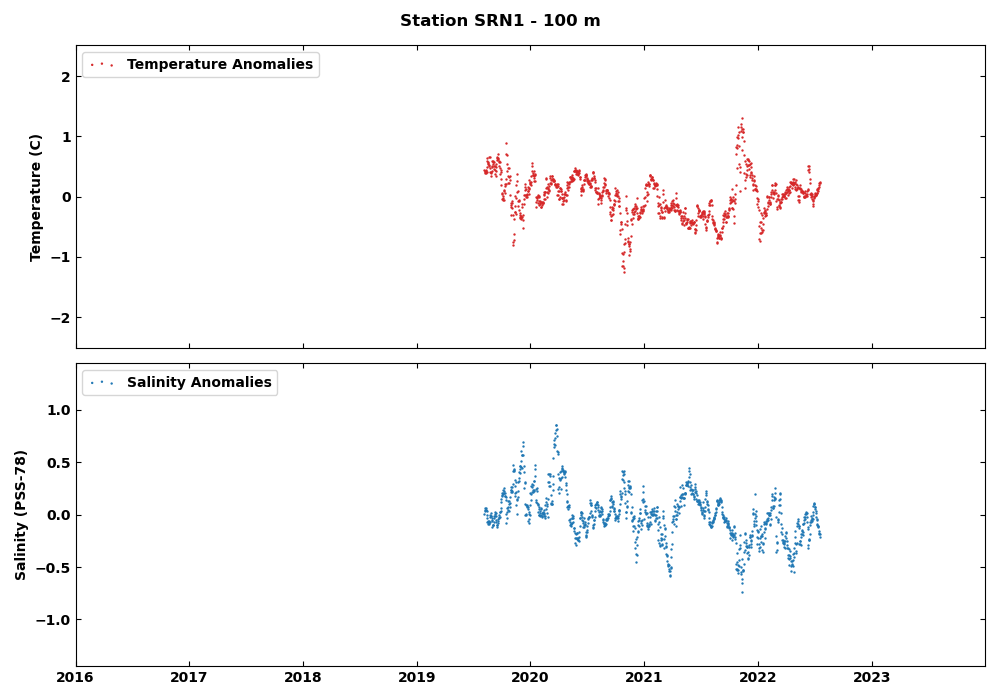 Station SRN1 - 100 m
Temperature Anomalies
Temperature (C)
2
1
0
−1
−2
Salinity Anomalies
Salinity (PSS-78)
1.0
0.5
0.0
−0.5
−1.0
2016 2017 2018 2019 2020 2021 2022 2023